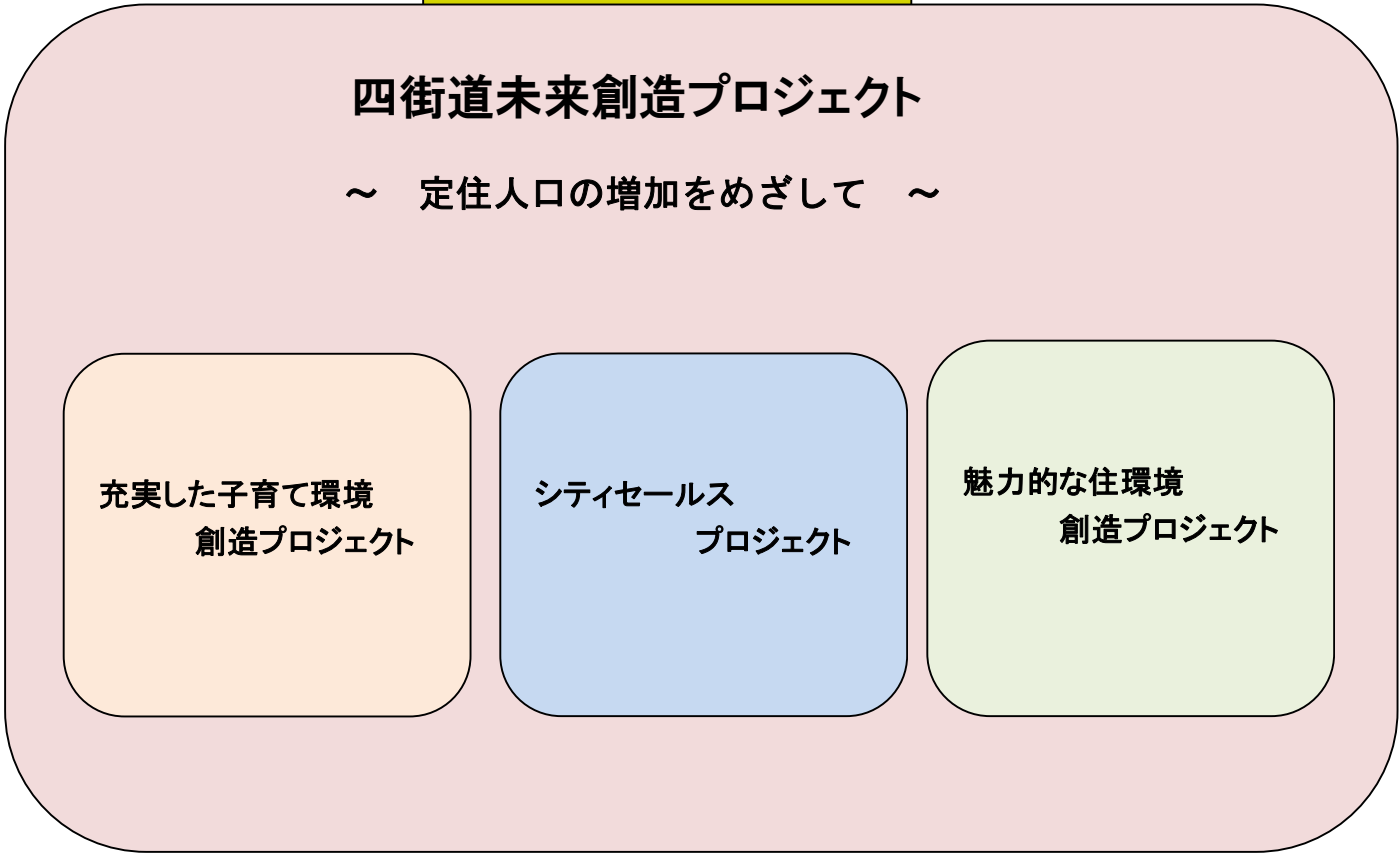 四街道未来創造プロジェクト
～　定住人口の増加をめざして　～
充実した子育て環境
創造プロジェクト
シティセールス
プロジェクト
魅力的な住環境
創造プロジェクト